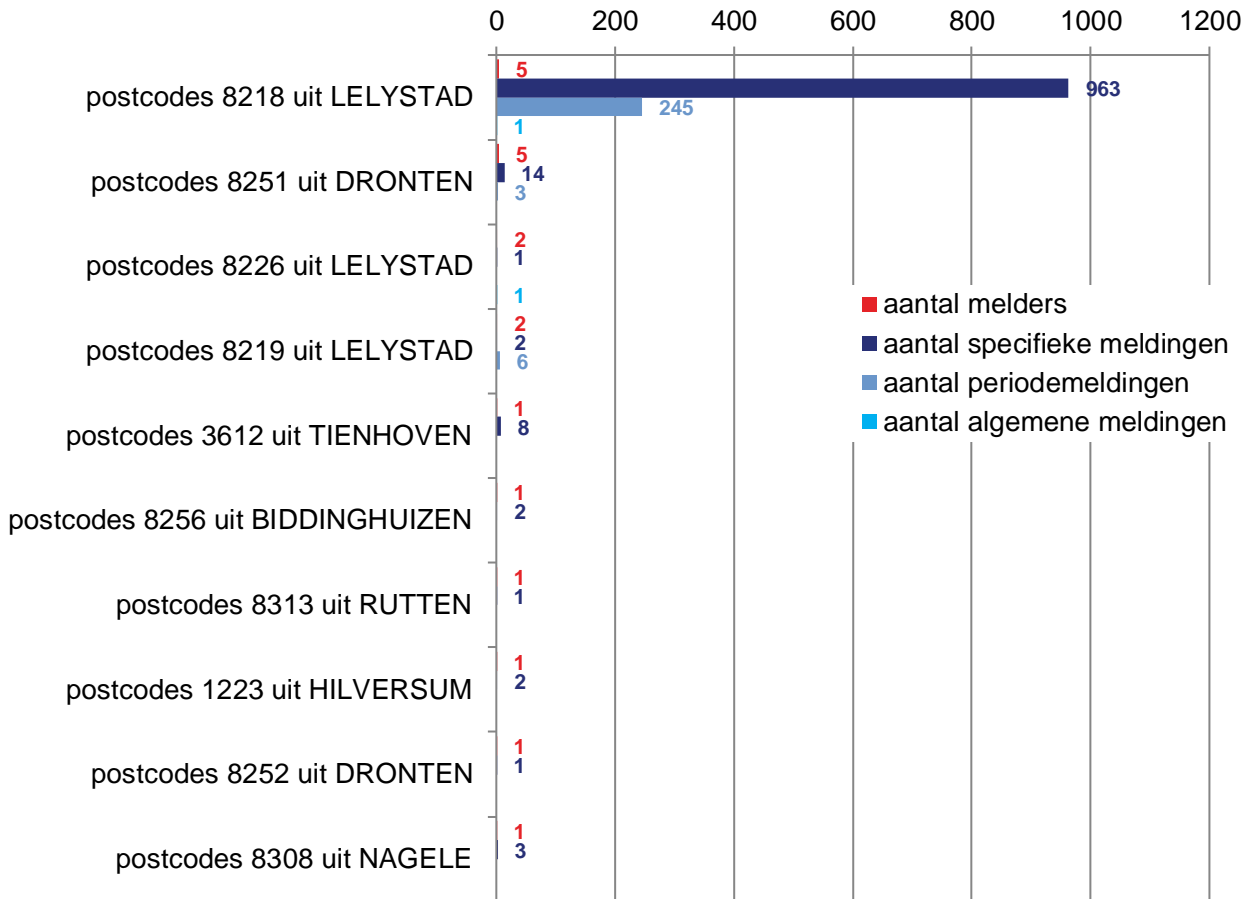 0 200 400 600 800 1000 1200
5
postcodes 8218 uit LELYSTAD 963
245
1
5
postcodes 8251 uit DRONTEN 14
3
2
postcodes 8226 uit LELYSTAD 1
1
2
postcodes 8219 uit LELYSTAD 2
6
1
postcodes 3612 uit TIENHOVEN 8
1
postcodes 8256 uit BIDDINGHUIZEN 2
1
postcodes 8313 uit RUTTEN 1
1
postcodes 1223 uit HILVERSUM 2
1
postcodes 8252 uit DRONTEN 1
1
postcodes 8308 uit NAGELE 3
aantal melders
aantal specifieke meldingen
aantal periodemeldingen
aantal algemene meldingen